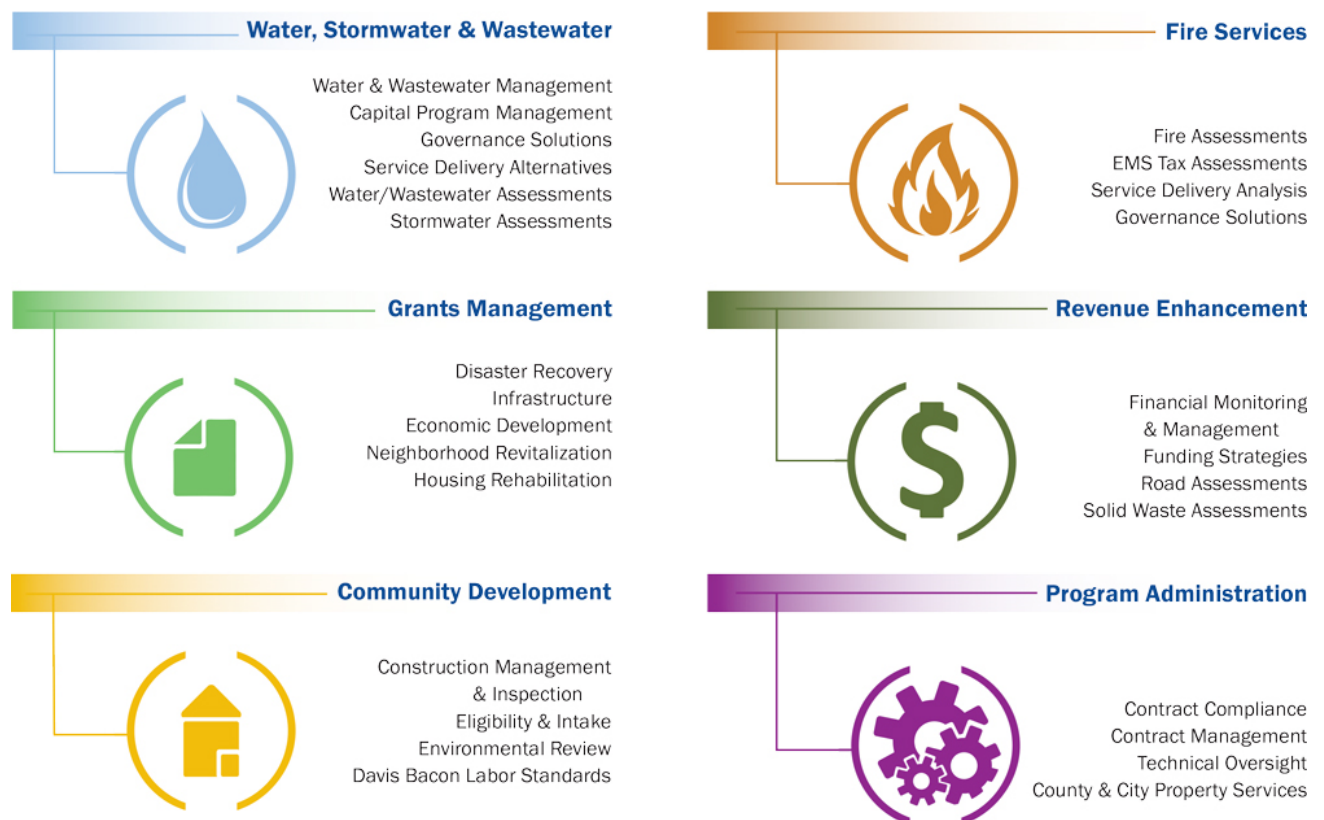 Water, Stormwater & Wastewater
Water & Wastewater Management
Capital Program Management
Governance Solutions
Service Delivery Alternatives
Water/Wastewater Assessments
Stormwater Assessments
Fire Services
Fire Assessments
EMS Tax Assessments
Service Delivery Analysis
Governance Solutions
Grants Management
Disaster Recovery
Infrastructure
Economic Development
Neighborhood Revitalization
Housing Rehabilitation
Revenue Enhancement
$
Financial Monitoring
& Management
Funding Strategies
Road Assessments
Solid Waste Assessments
Community Development
Construction Management
& Inspection
Eligibility & Intake
Environmental Review
Davis Bacon Labor Standards
Program Administration
Contract Compliance
Contract Management
Technical Oversight
County & City Property Services